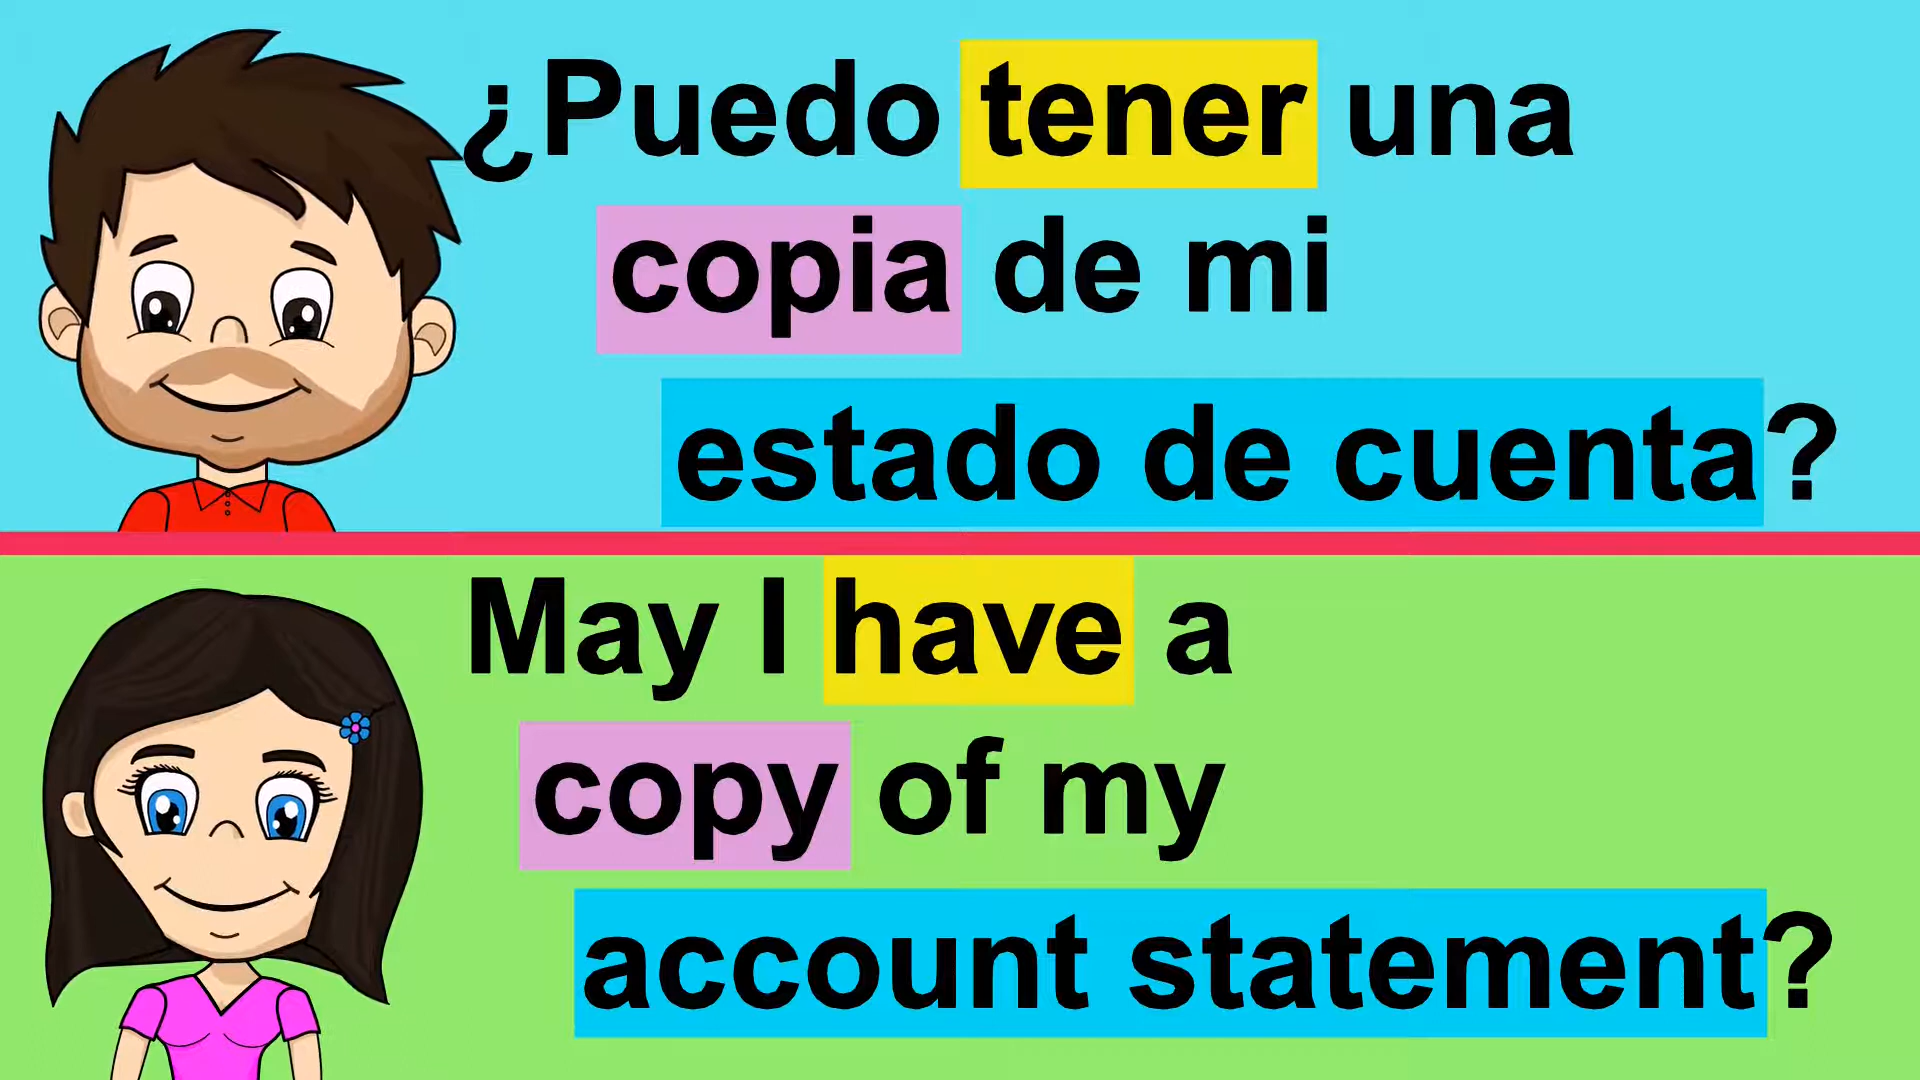 ¿Puedo tener una
copia de mi
estado de cuenta?
May I have a
copy of my
account statement?